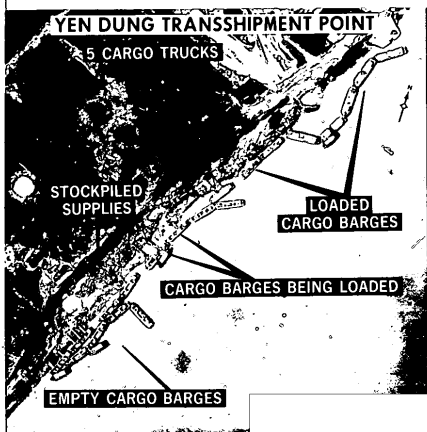 YEN DUNG TRANSSHIPMENT POINT
5 CARGO TRUCKS
N
STOCKPILED
SUPPLIES
LOADED
CARGO BARGES
CARGO BARGES BEING LOADED
EMPTY CARGO BARGES